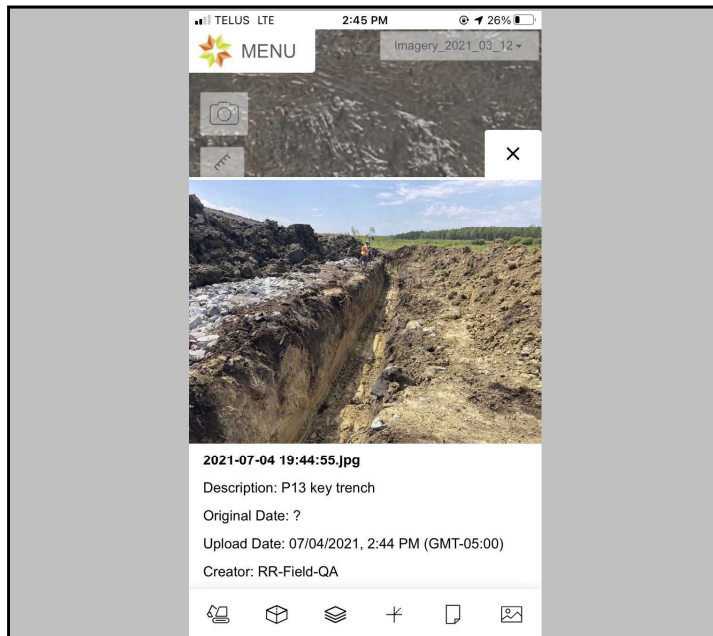 TELUS LTE 2:45 PM 26%
MENU
Imagery_2021_03_12
2021-07-04 19:44:55.jpg
Description: P13 key trench
Original Date: ?
Upload Date: 07/04/2021, 2:44 PM (GMT-05:00)
Creator: RR-Field-QA